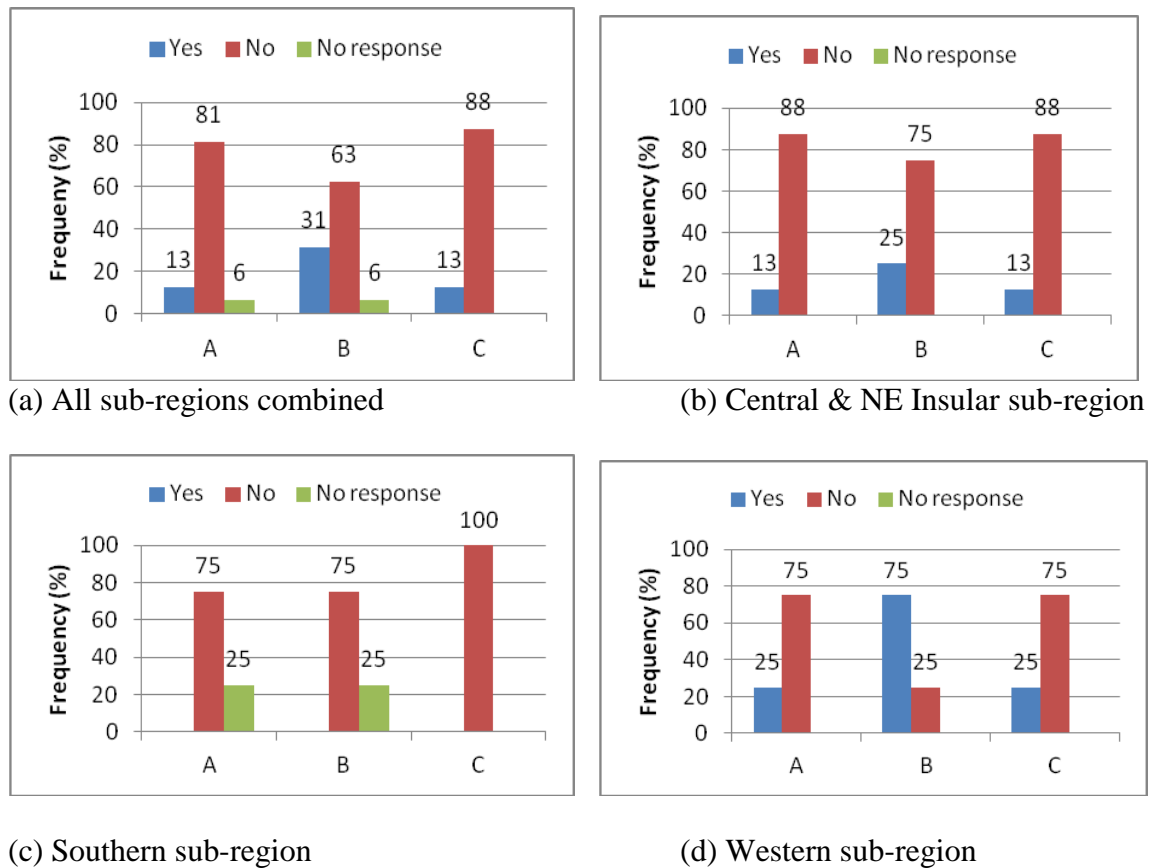 Yes No No response
100
80
60
40
20
0
Frequeny (%)
13 81 6
31 63 6
13 88
A B C
(a) All sub-regions combined
Yes No No response
100
80
60
40
20
0
Frequency (%)
13 88
25 75
13 88
A B C
(b) Central & NE Insular sub-region
Yes No No response
100
80
60
40
20
0
Frequency (%)
75 25
75 25
100
A B C
(c) Southern sub-region
Yes No No response
100
80
60
40
20
0
Frequency (%)
25 75
75 25
25 75
A B C
(d) Western sub-region